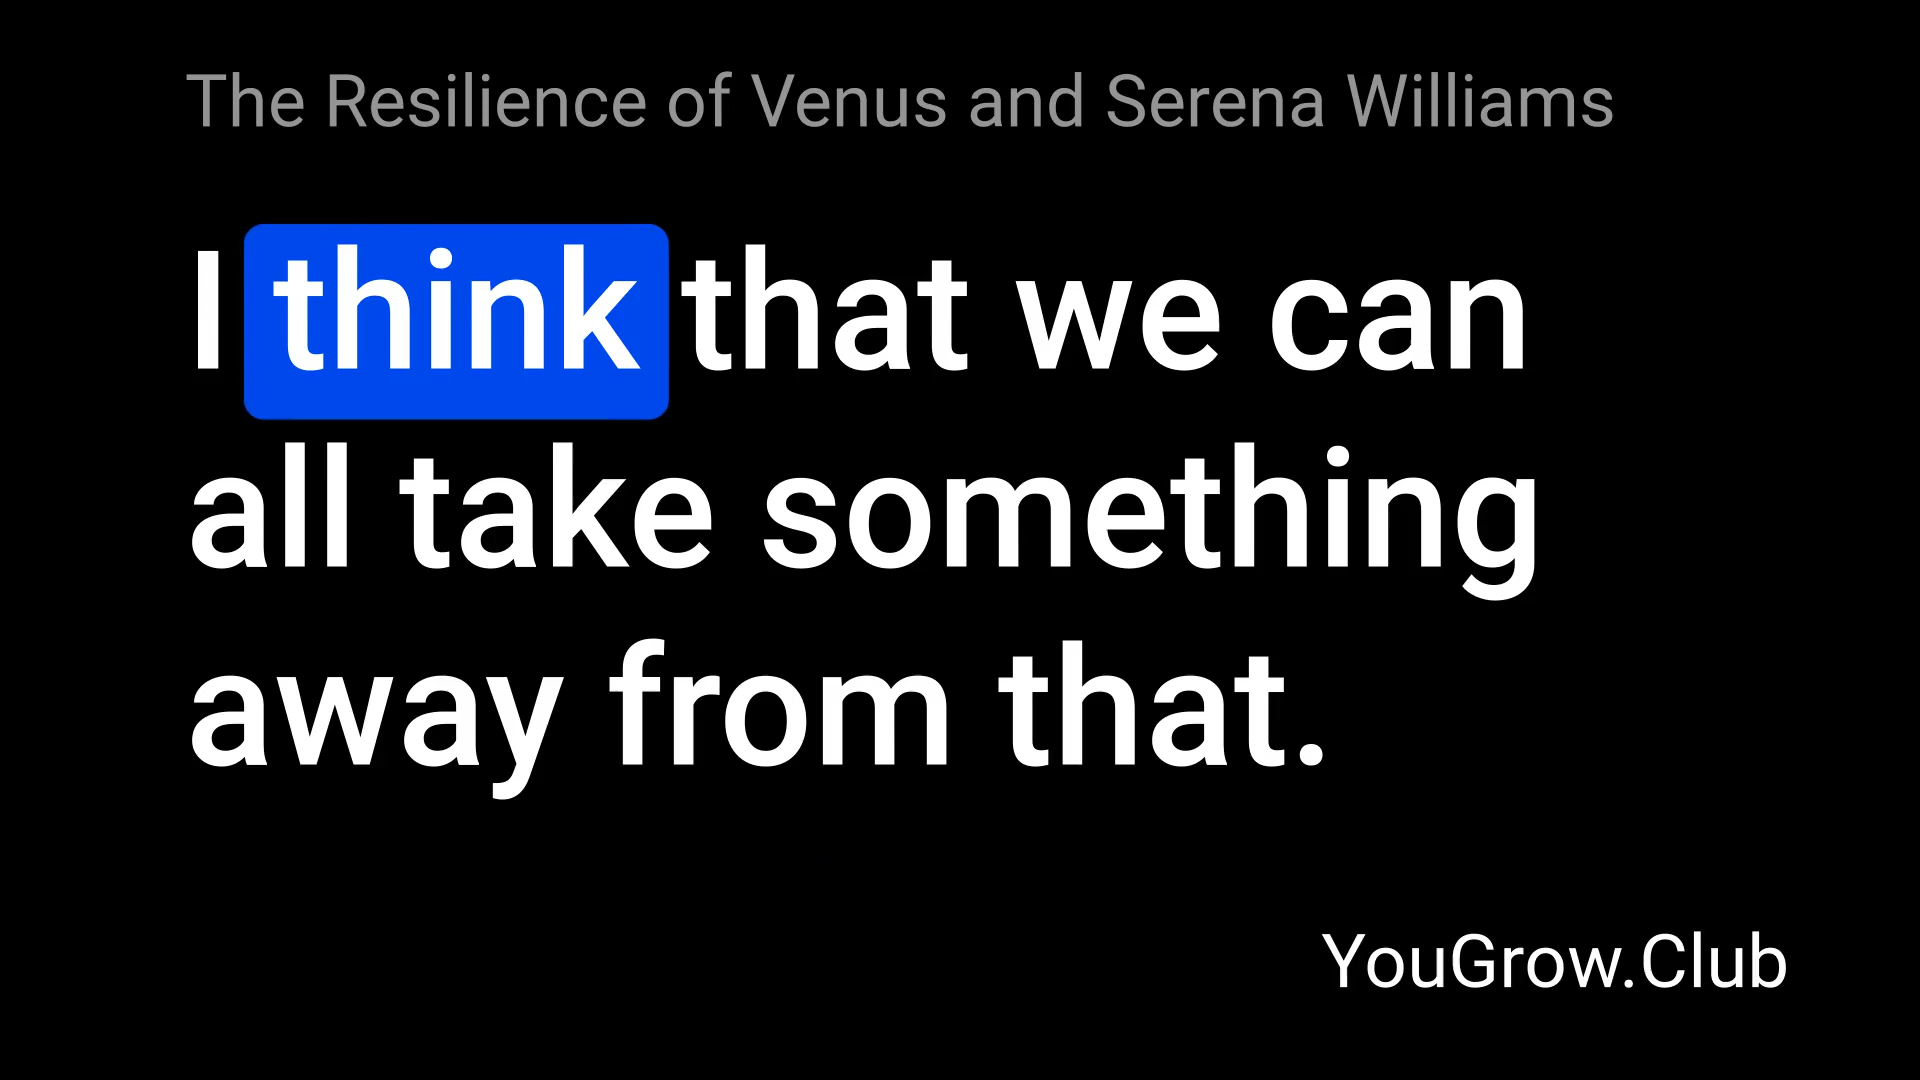 The Resilience of Venus and Serena Williams
I think that we can
all take something
away from that.
YouGrow.Club